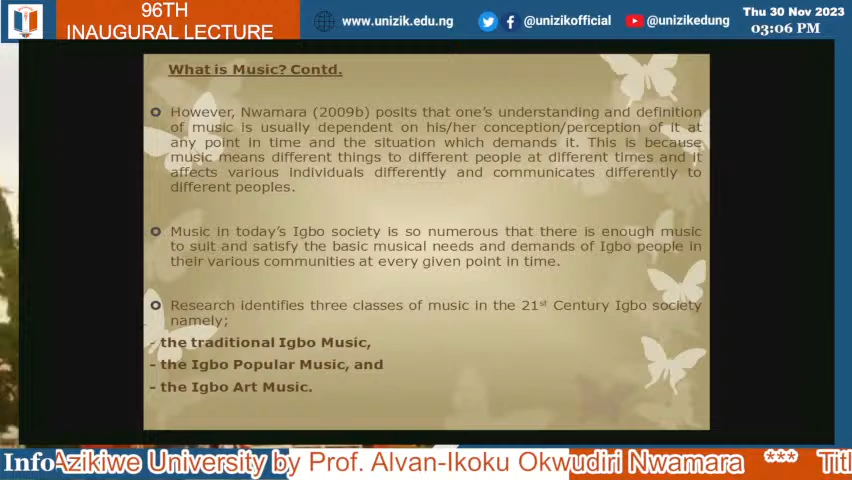 96TH
INAUGURAL LECTURE
www.unizik.edu.ng
@unizikofficial
@unizikedung
Thu 30 Nov 2023
03:06 PM
What is Music? Contd.
However, Nwamara (2009b) posits that one's understanding and definition
of music is usually dependent on his/her conception/perception of it at
any point in time and the situation which demands it. This is because
music means different things to different people at different times and it
affects various individuals differently and communicates differently to
different peoples.
Music in today's Igbo society is so numerous that there is enough music
to suit and satisfy the basic musical needs and demands of Igbo people in
their various communities at every given point in time.
Research identifies three classes of music in the 21st Century Igbo society
namely;
- the traditional Igbo Music,
- the Igbo Popular Music, and
- the Igbo Art Music.
Info Azikiwe University by Prof. Alvan-Ikoku Okwudiri Nwamara *** Titl